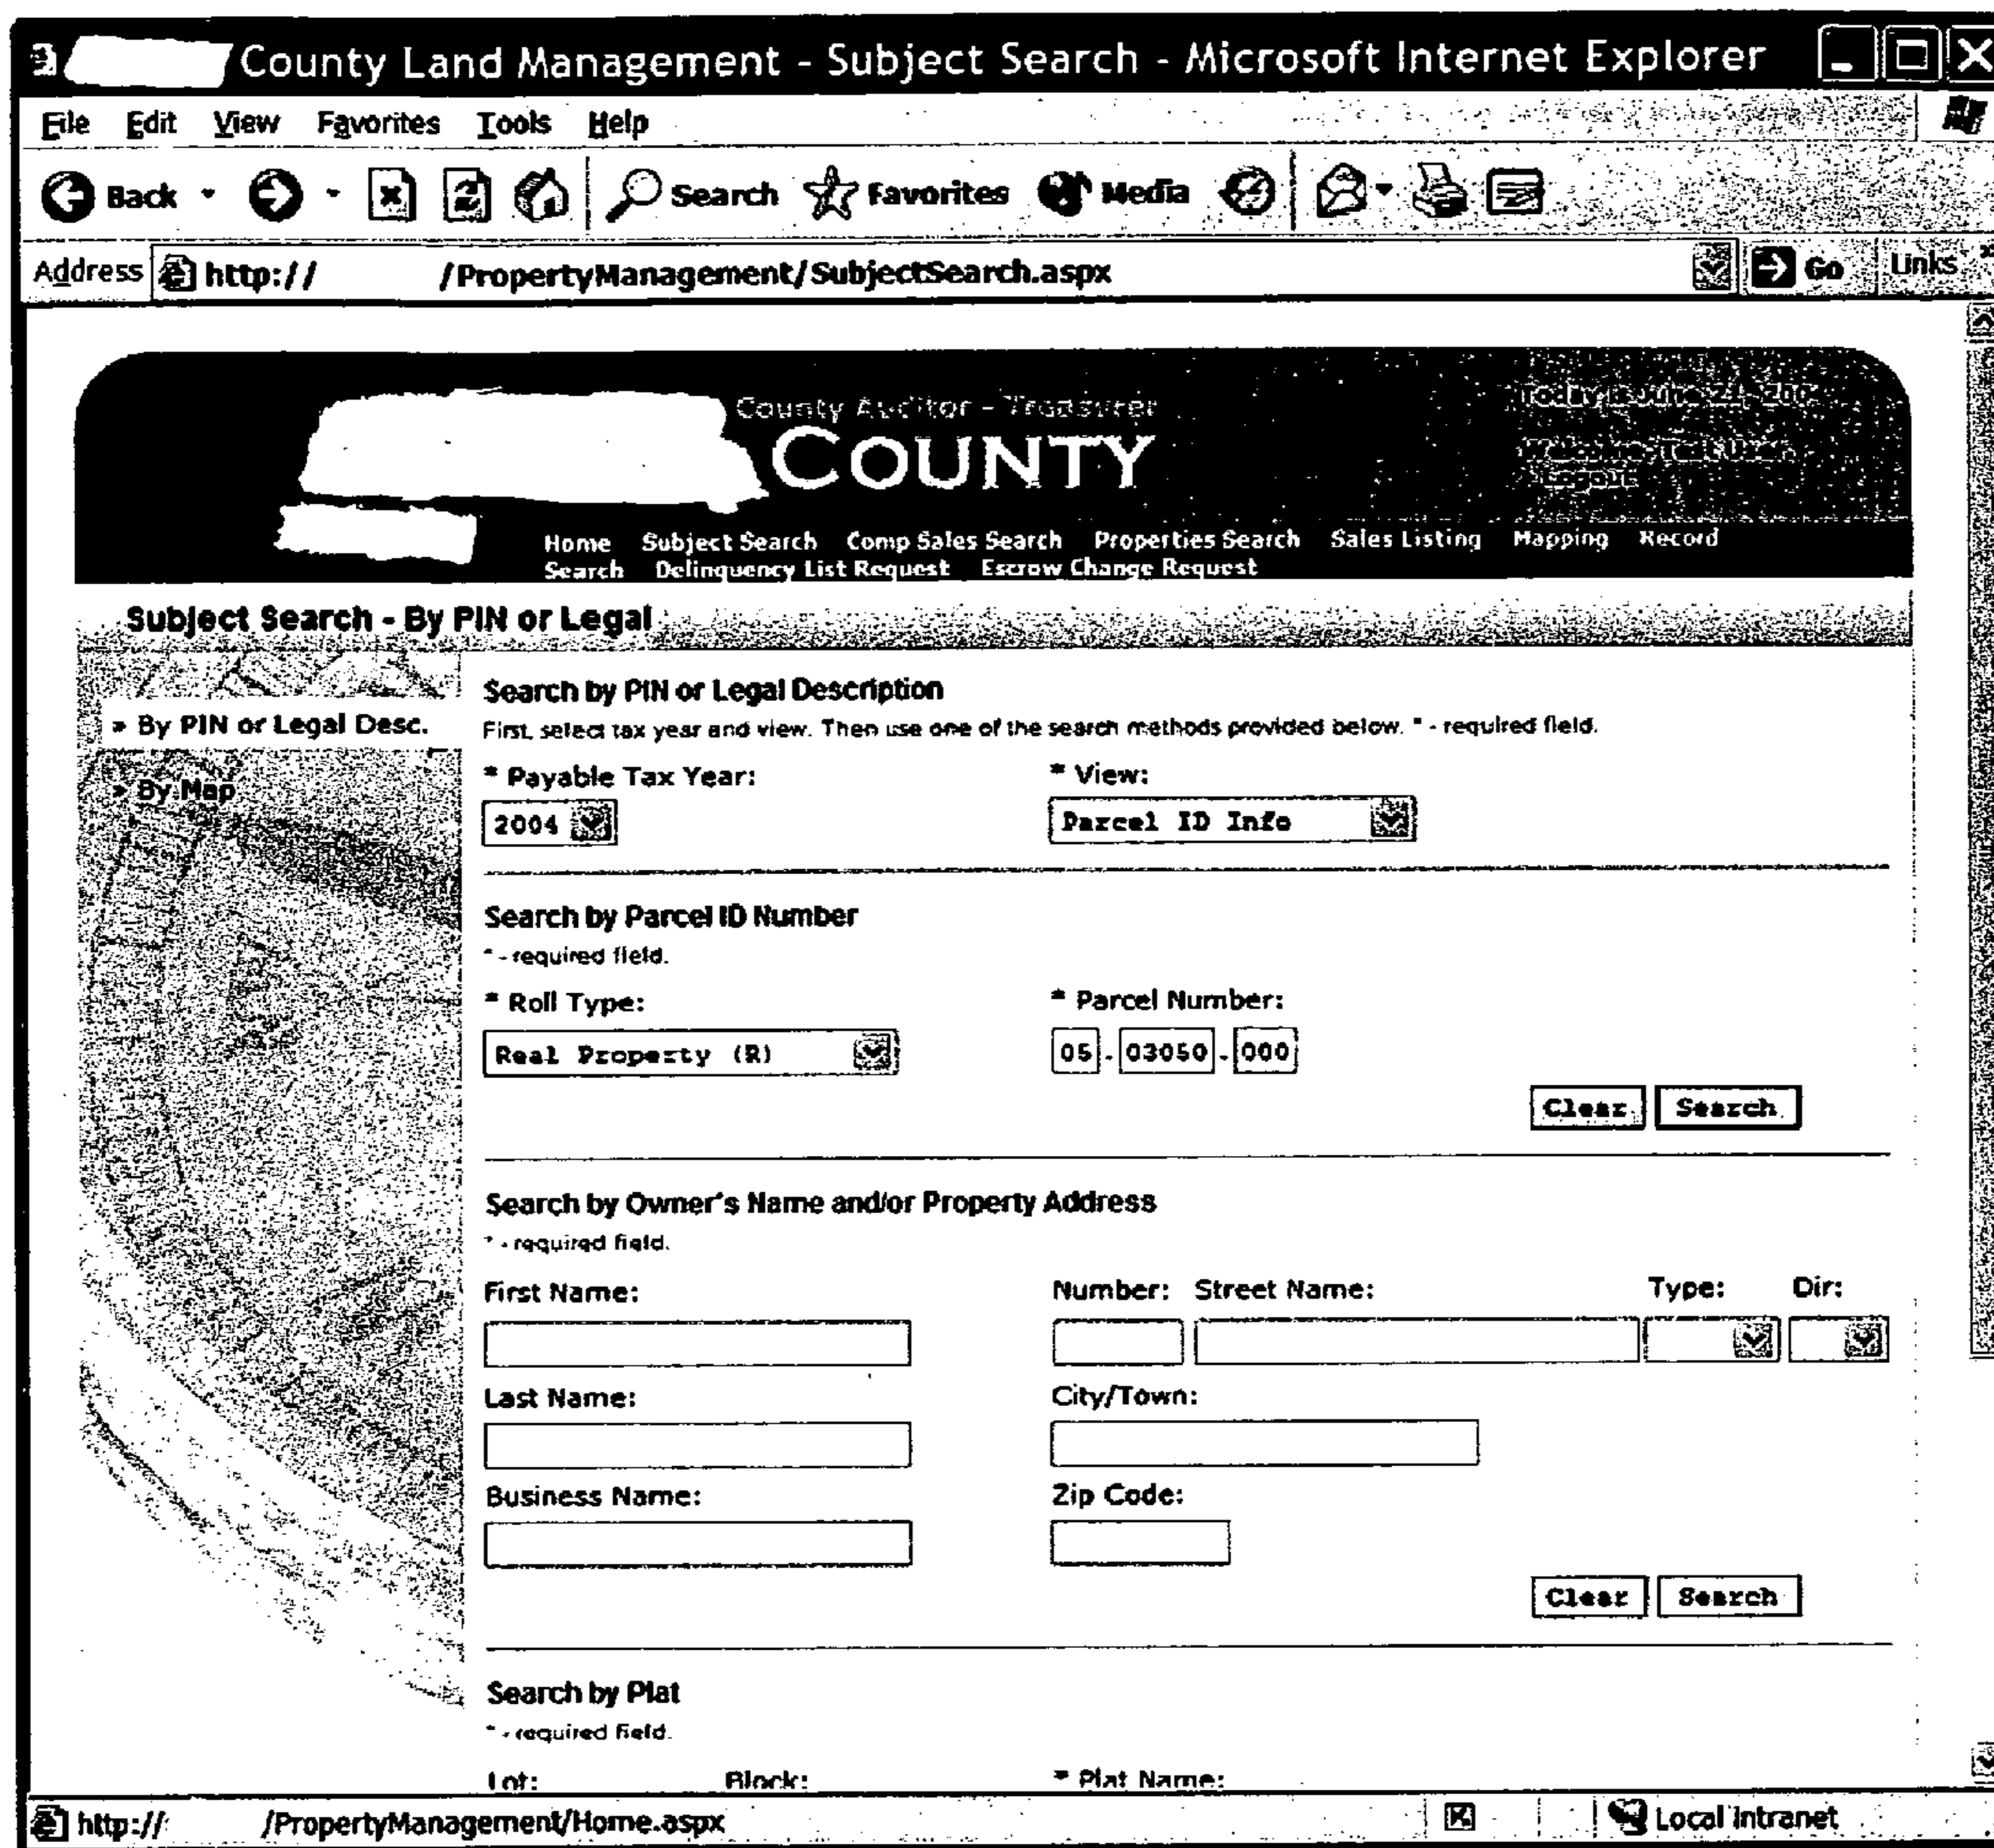 County Land Management - Subject Search - Microsoft Internet Explorer
File Edit View Favorites Tools Help
Back Search Favorites Media
Address http:// /PropertyManagement/SubjectSearch.aspx Go Links »
County Auditor - Treasurer
COUNTY
Today is June
Logout
Home Subject Search Comp Sales Search Properties Search Sales Listing Mapping Record
Search Delinquency List Request Escrow Change Request
Subject Search - By PIN or Legal
» By PIN or Legal Desc.
» By Map
Search by PIN or Legal Description
First, select tax year and view. Then use one of the search methods provided below. * - required field.
* Payable Tax Year: * View:
2004 Parcel ID Info
Search by Parcel ID Number
* - required field.
* Roll Type: * Parcel Number:
Real Property (R) 05 - 03050 - 000
Clear Search
Search by Owner's Name and/or Property Address
* - required field.
First Name: Number: Street Name: Type: Dir:
Last Name: City/Town:
Business Name: Zip Code:
Clear Search
Search by Plat
* - required field.
Lot: Block: * Plat Name:
http:// /PropertyManagement/Home.aspx Local intranet